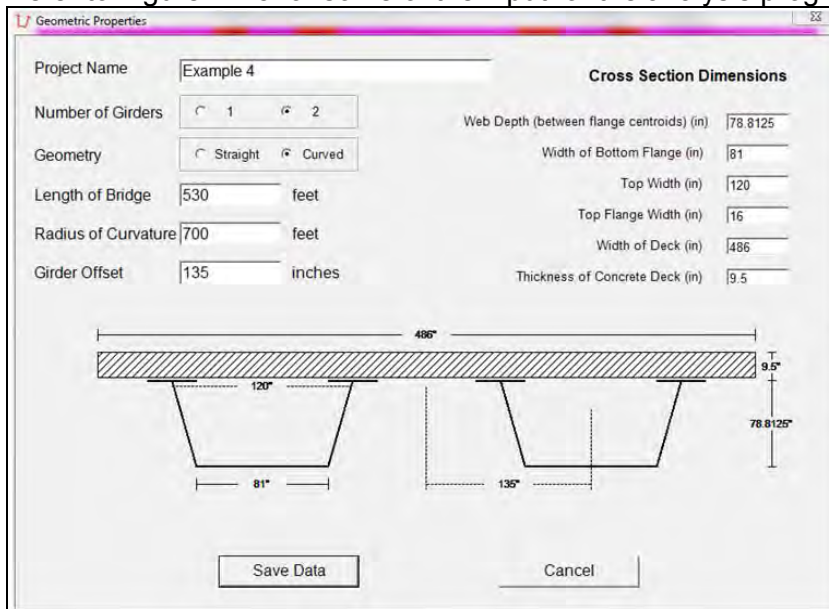 Geometric Properties
Project Name Example 4
Cross Section Dimensions
Number of Girders 1 2
Web Depth (between flange centroids) (in) 78.8125
Geometry Straight Curved
Width of Bottom Flange (in) 81
Length of Bridge 530 feet
Top Width (in) 120
Top Flange Width (in) 16
Radius of Curvature 700 feet
Width of Deck (in) 486
Girder Offset 135 inches
Thickness of Concrete Deck (in) 9.5
486"
9.5"
120"
78.8125"
81"
135"
Save Data
Cancel